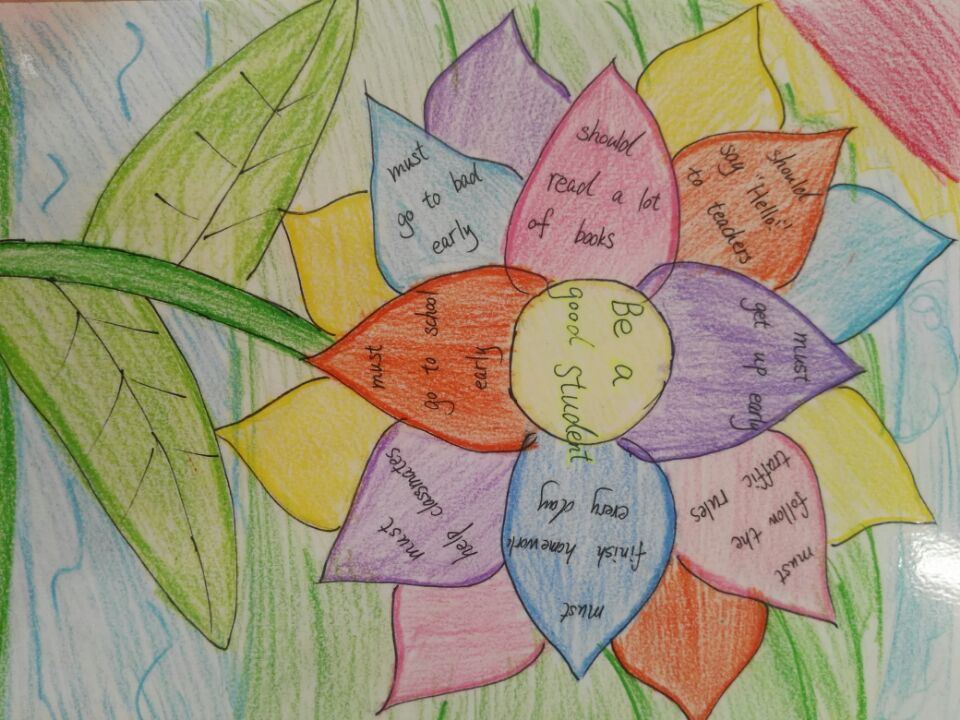 Be a
good Student
should
read a lot
of books
should
say "Hello!"
to teachers
must
get up early
must
follow the
traffic rules
must
finish homework
every day
must
help classmates
must
go to school
early
must
go to bad
early